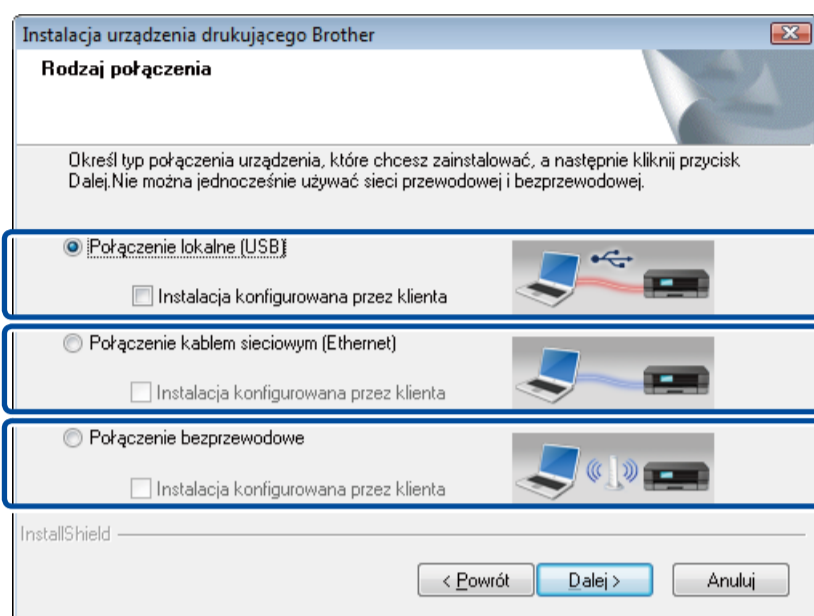 Instalacja urządzenia drukującego Brother
Rodzaj połączenia
Określ typ połączenia urządzenia, które chcesz zainstalować, a następnie kliknij przycisk
Dalej.Nie można jednocześnie używać sieci przewodowej i bezprzewodowej.
Połączenie lokalne (USB)
Instalacja konfigurowana przez klienta
Połączenie kablem sieciowym (Ethernet)
Instalacja konfigurowana przez klienta
Połączenie bezprzewodowe
Instalacja konfigurowana przez klienta
InstallShield
< Powrót Dalej > Anuluj